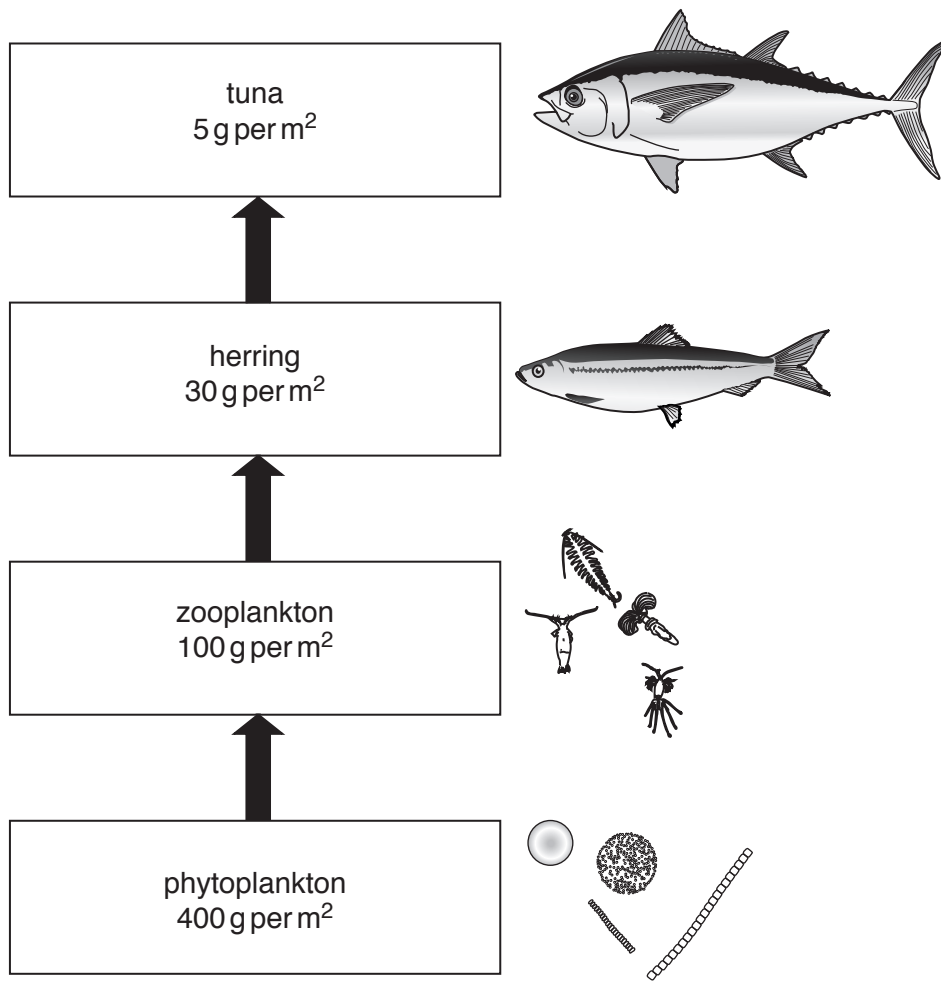 tuna
5 g per m²
herring
30 g per m²
zooplankton
100 g per m²
phytoplankton
400 g per m²